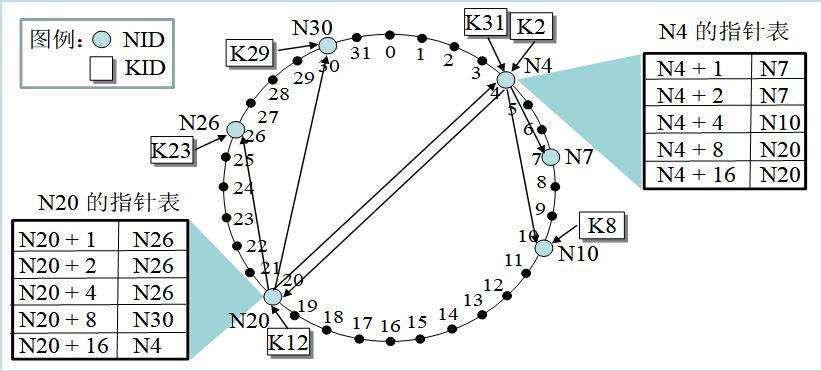 图例： NID
KID
N30
K29
K31
K2
N4
N4 的指针表
N4 + 1 N7
N4 + 2 N7
N4 + 4 N10
N4 + 8 N20
N4 + 16 N20
31 0 1 2 3 4 5 6 7 8 9 10 11 12 13 14 15 16 17 18 19 20 21 22 23 24 25 26 27 28 29 30
N26
K23
N7
K8
N10
N20 的指针表
N20 + 1 N26
N20 + 2 N26
N20 + 4 N26
N20 + 8 N30
N20 + 16 N4
N20
K12